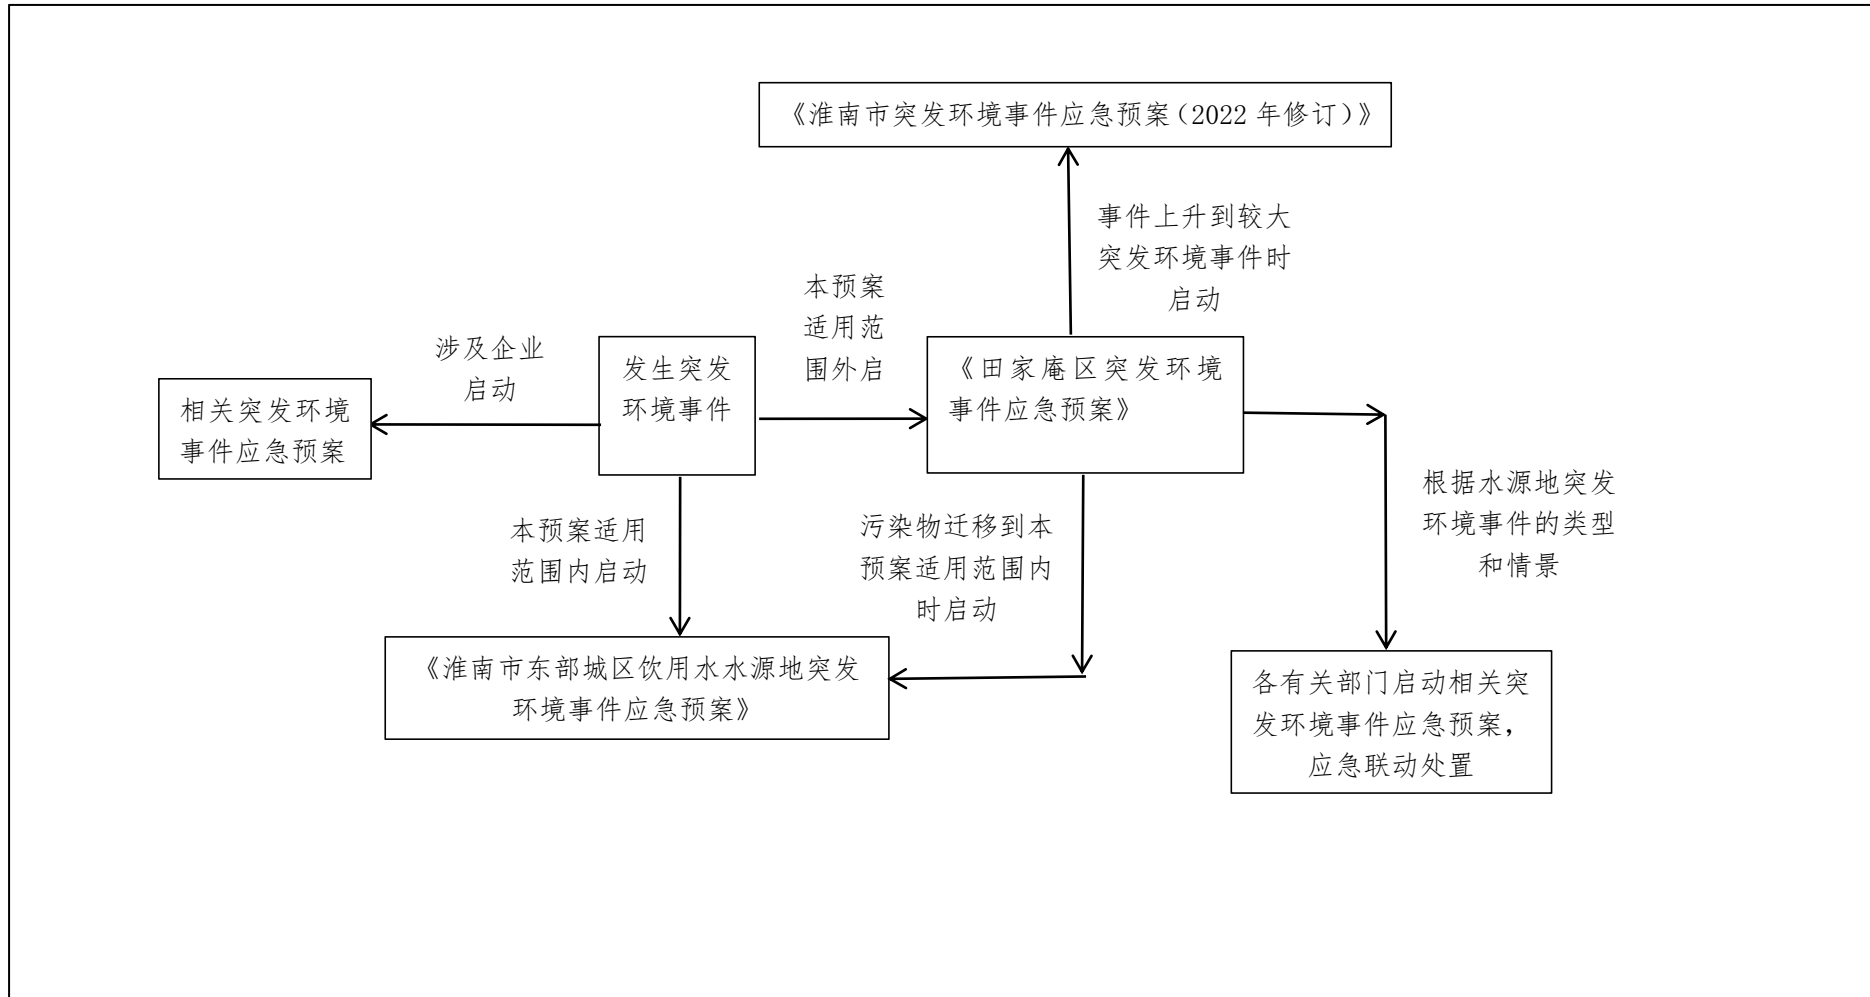 《淮南市突发环境事件应急预案（2022 年修订）》
事件上升到较大
突发环境事件时
启动
本预案
适用范
围外启
涉及企业
启动
发生突发
环境事件
《田家庵区突发环境
事件应急预案》
相关突发环境
事件应急预案
根据水源地突发
环境事件的类型
和情景
本预案适用
范围内启动
污染物迁移到本
预案适用范围内
时启动
《淮南市东部城区饮用水水源地突发
环境事件应急预案》
各有关部门启动相关突
发环境事件应急预案，
应急联动处置